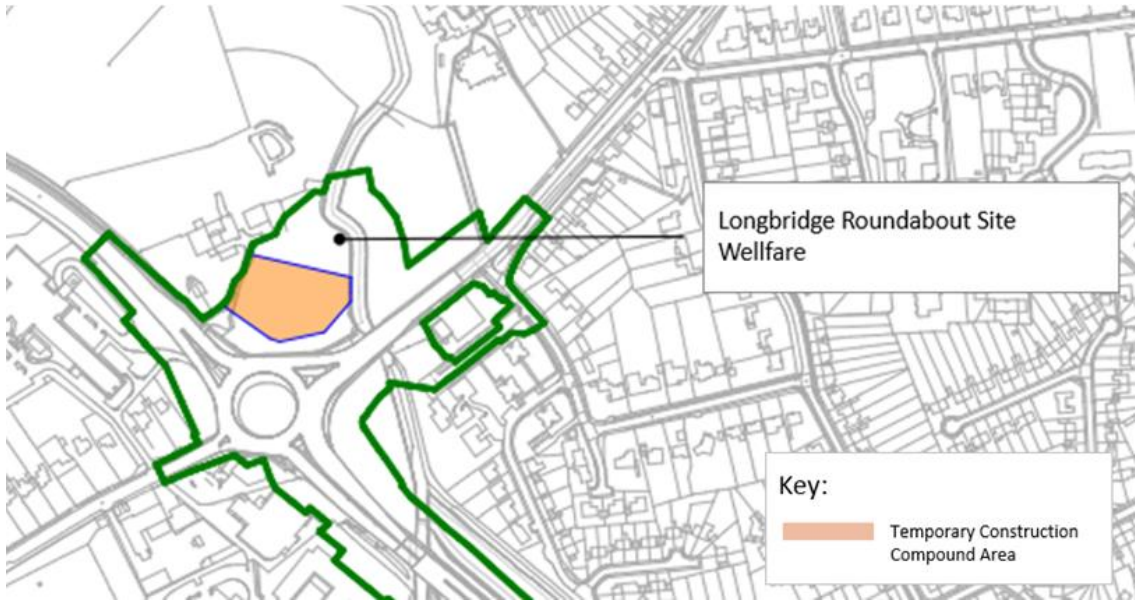 Longbridge Roundabout Site
Wellfare
Key:
Temporary Construction
Compound Area